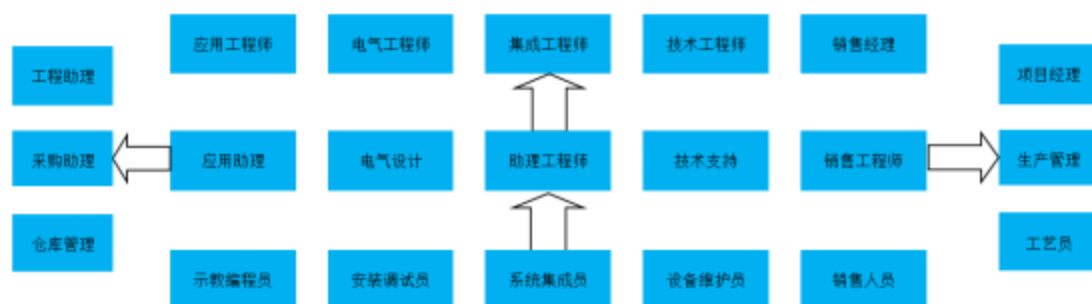 应用工程师
电气工程师
集成工程师
技术工程师
销售经理
工程助理
项目经理
采购助理
应用助理
电气设计
助理工程师
技术支持
销售工程师
生产管理
仓库管理
工艺员
示教编程员
安装调试员
系统集成员
设备维护员
销售人员